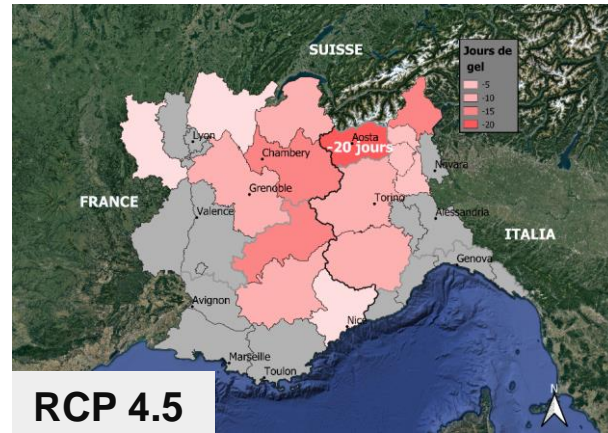 SUISSE
Jours de
gel
-5
-10
-15
-20
Lyon
Aosta
-20 jours
Chambery
Novara
Grenoble
FRANCE
Valence
Torino
Alessandria
ITALIA
Genova
Avignon
Nice
Marseille
Toulon
N
RCP 4.5